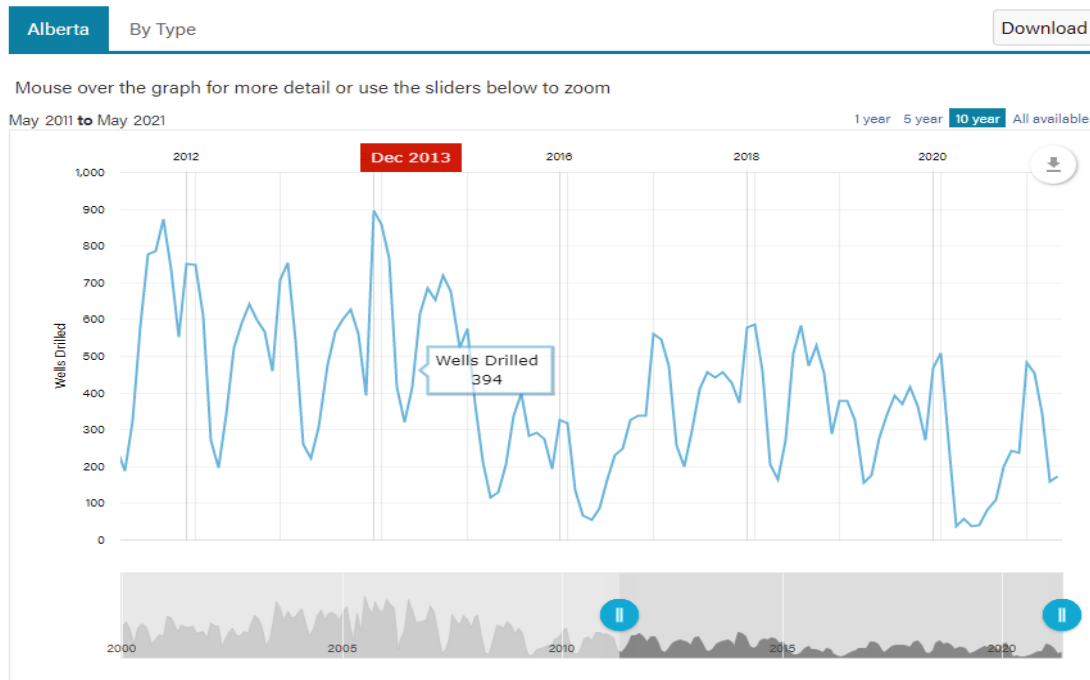 Alberta By Type Download
Mouse over the graph for more detail or use the sliders below to zoom
May 2011 to May 2021 1 year 5 year 10 year All available
2012 Dec 2013 2016 2018 2020
1,000
900
800
700
600
500
400
300
200
100
0
Wells Drilled
Wells Drilled
394
2000 2005 2010 2015 2020